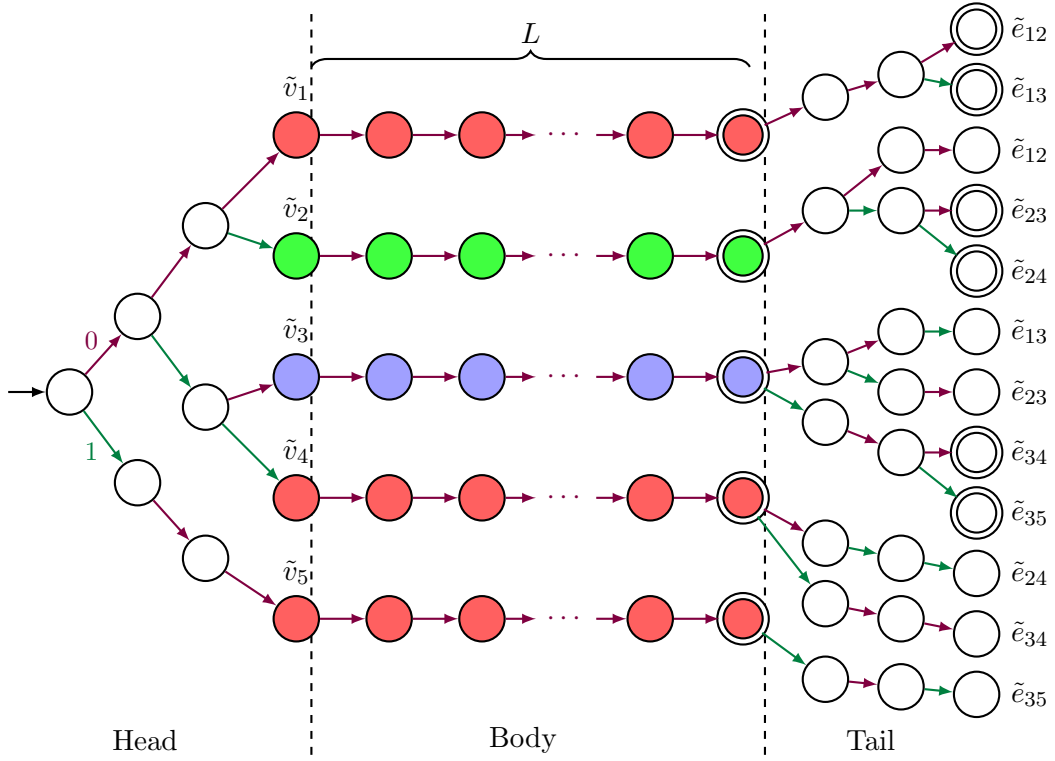 L
ṽ₁
ṽ₂
ṽ₃
ṽ₄
ṽ₅
0
1
···
···
···
···
···
ẽ₁₂
ẽ₁₃
ẽ₁₂
ẽ₂₃
ẽ₂₄
ẽ₁₃
ẽ₂₃
ẽ₃₄
ẽ₃₅
ẽ₂₄
ẽ₃₄
ẽ₃₅
Head
Body
Tail